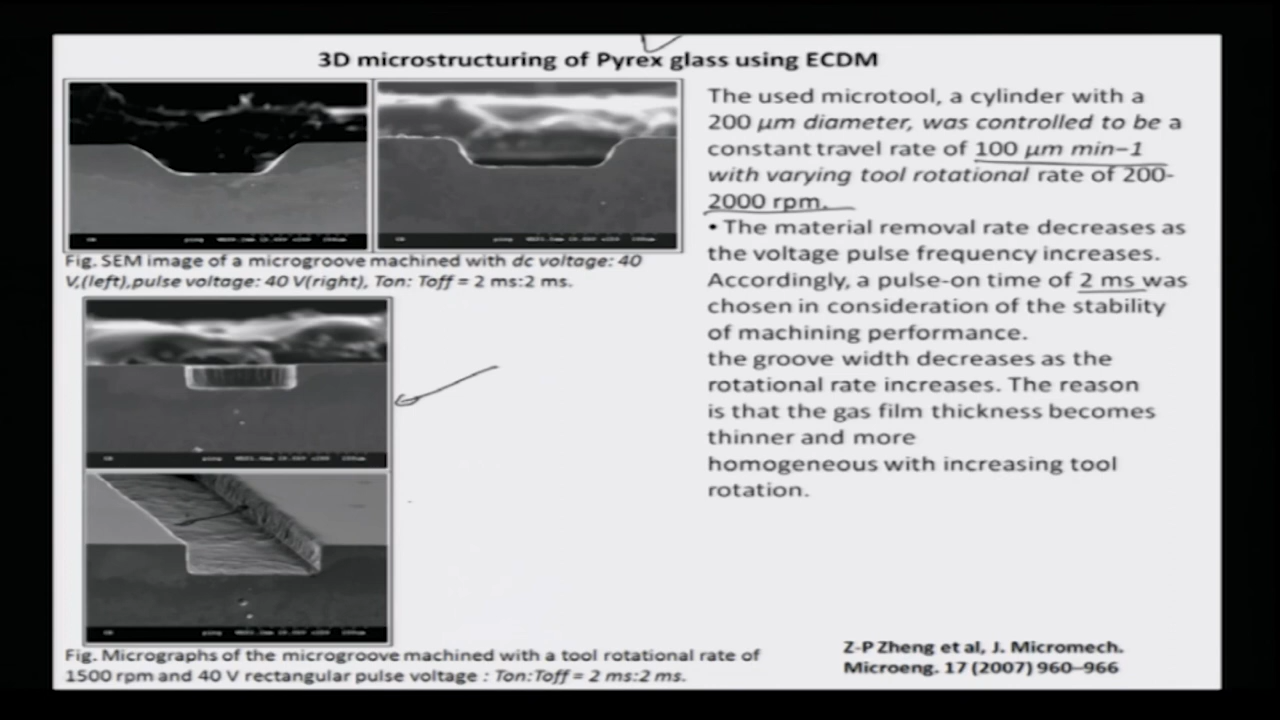 3D microstructuring of Pyrex glass using ECDM
Fig. SEM image of a microgroove machined with dc voltage: 40
V,(left),pulse voltage: 40 V(right), Ton: Toff = 2 ms:2 ms.
Fig. Micrographs of the microgroove machined with a tool rotational rate of
1500 rpm and 40 V rectangular pulse voltage : Ton:Toff = 2 ms:2 ms.
The used microtool, a cylinder with a
200 μm diameter, was controlled to be a
constant travel rate of 100 μm min−1
with varying tool rotational rate of 200-
2000 rpm.
• The material removal rate decreases as
the voltage pulse frequency increases.
Accordingly, a pulse-on time of 2 ms was
chosen in consideration of the stability
of machining performance.
the groove width decreases as the
rotational rate increases. The reason
is that the gas film thickness becomes
thinner and more
homogeneous with increasing tool
rotation.
Z-P Zheng et al, J. Micromech.
Microeng. 17 (2007) 960–966